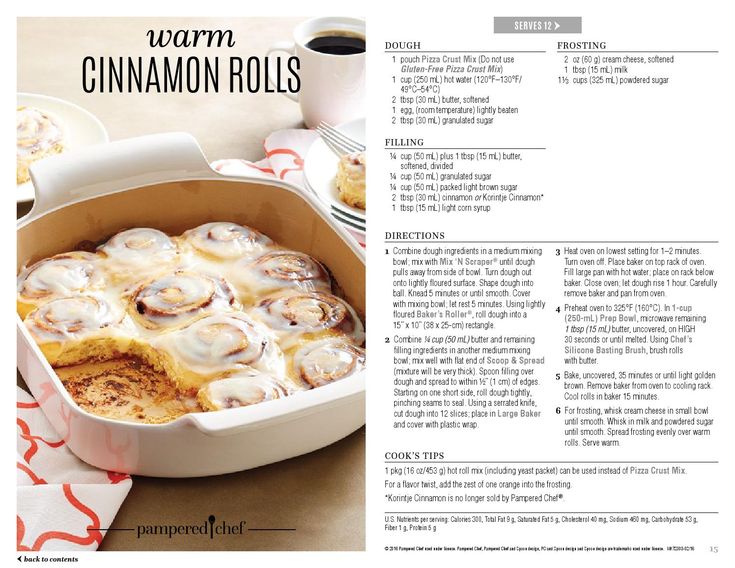 warm
CINNAMON ROLLS
pampered chef
back to contents
SERVES 12
DOUGH
1 pouch Pizza Crust Mix (Do not use
Gluten-Free Pizza Crust Mix)
1 cup (250 mL) hot water (120°F–130°F/
49°C–54°C)
2 tbsp (30 mL) butter, softened
1 egg, (room temperature) lightly beaten
2 tbsp (30 mL) granulated sugar
FILLING
¼ cup (50 mL) plus 1 tbsp (15 mL) butter,
softened, divided
¼ cup (50 mL) granulated sugar
¼ cup (50 mL) packed light brown sugar
2 tbsp (30 mL) cinnamon or Korintje Cinnamon*
1 tbsp (15 mL) light corn syrup
FROSTING
2 oz (60 g) cream cheese, softened
1 tbsp (15 mL) milk
1½ cups (325 mL) powdered sugar
DIRECTIONS
1 Combine dough ingredients in a medium mixing
bowl; mix with Mix 'N Scraper® until dough
pulls away from side of bowl. Turn dough out
onto lightly floured surface. Shape dough into
ball. Knead 5 minutes or until smooth. Cover
with mixing bowl; let rest 5 minutes. Using lightly
floured Baker's Roller®, roll dough into a
15" x 10" (38 x 25-cm) rectangle.
2 Combine ¼ cup (50 mL) butter and remaining
filling ingredients in another medium mixing
bowl; mix well with flat end of Scoop & Spread
(mixture will be very thick). Spoon filling over
dough and spread to within ½" (1 cm) of edges.
Starting on one short side, roll dough tightly,
pinching seams to seal. Using a serrated knife,
cut dough into 12 slices; place in Large Baker
and cover with plastic wrap.
3 Heat oven on lowest setting for 1–2 minutes.
Turn oven off. Place baker on top rack of oven.
Fill large pan with hot water; place on rack below
baker. Close oven; let dough rise 1 hour. Carefully
remove baker and pan from oven.
4 Preheat oven to 325°F (160°C). In 1-cup
(250-mL) Prep Bowl, microwave remaining
1 tbsp (15 mL) butter, uncovered, on HIGH
30 seconds or until melted. Using Chef's
Silicone Basting Brush, brush rolls
with butter.
5 Bake, uncovered, 35 minutes or until light golden
brown. Remove baker from oven to cooling rack.
Cool rolls in baker 15 minutes.
6 For frosting, whisk cream cheese in small bowl
until smooth. Whisk in milk and powdered sugar
until smooth. Spread frosting evenly over warm
rolls. Serve warm.
COOK'S TIPS
1 pkg (16 oz/453 g) hot roll mix (including yeast packet) can be used instead of Pizza Crust Mix.
For a flavor twist, add the zest of one orange into the frosting.
*Korintje Cinnamon is no longer sold by Pampered Chef®.
U.S. Nutrients per serving: Calories 300, Total Fat 9 g, Saturated Fat 5 g, Cholesterol 40 mg, Sodium 460 mg, Carbohydrate 53 g,
Fiber 1 g, Protein 5 g
© 2016 Pampered Chef used under license. Pampered Chef, Pampered Chef and Spoon design, PC and Spoon design and Spoon design are trademarks used under license.
15